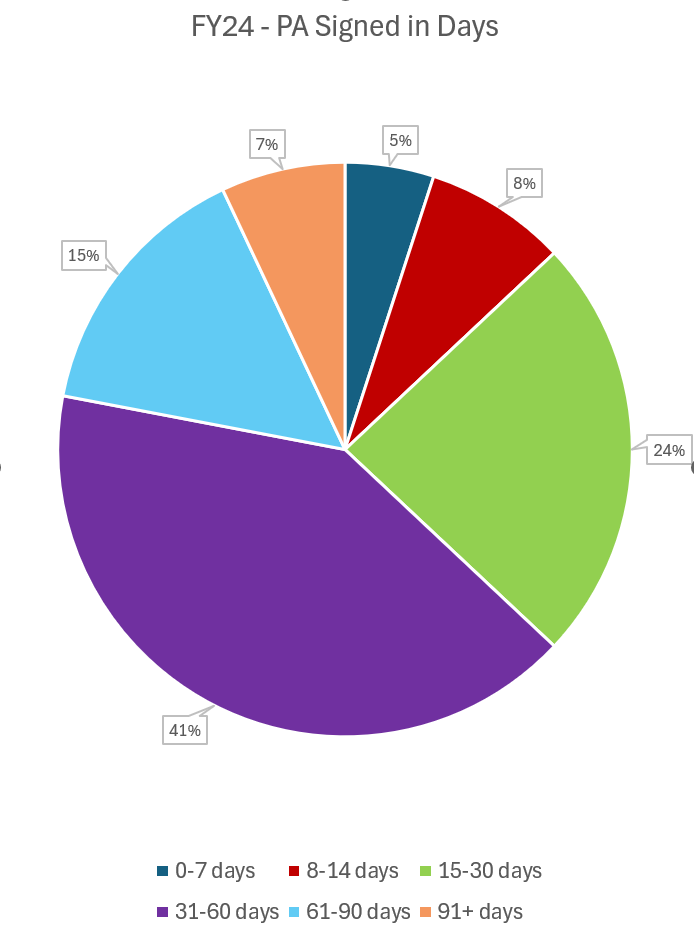 FY24 - PA Signed in Days
7%
5%
8%
15%
24%
41%
0-7 days 8-14 days 15-30 days
31-60 days 61-90 days 91+ days